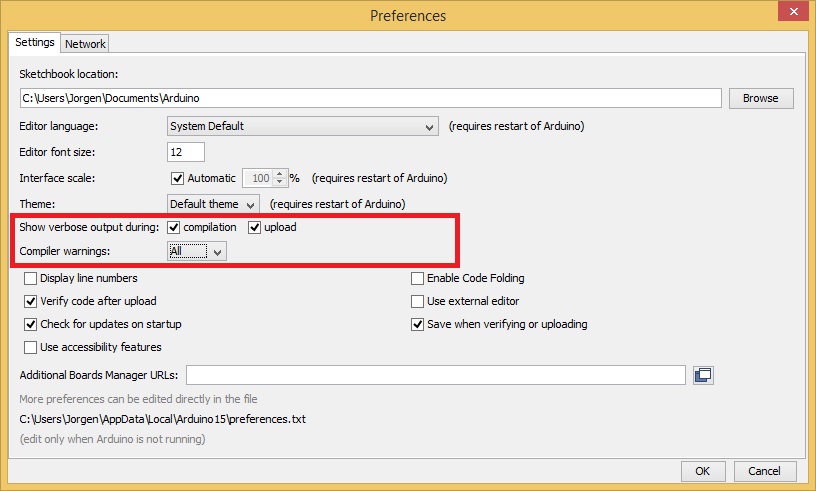 Preferences
Settings Network
Sketchbook location:
C:\Users\Jorgen\Documents\Arduino Browse
Editor language: System Default (requires restart of Arduino)
Editor font size: 12
Interface scale: Automatic 100 % (requires restart of Arduino)
Theme: Default theme (requires restart of Arduino)
Show verbose output during: compilation upload
Compiler warnings: All
Display line numbers Enable Code Folding
Verify code after upload Use external editor
Check for updates on startup Save when verifying or uploading
Use accessibility features
Additional Boards Manager URLs:
More preferences can be edited directly in the file
C:\Users\Jorgen\AppData\Local\Arduino15\preferences.txt
(edit only when Arduino is not running)
OK Cancel